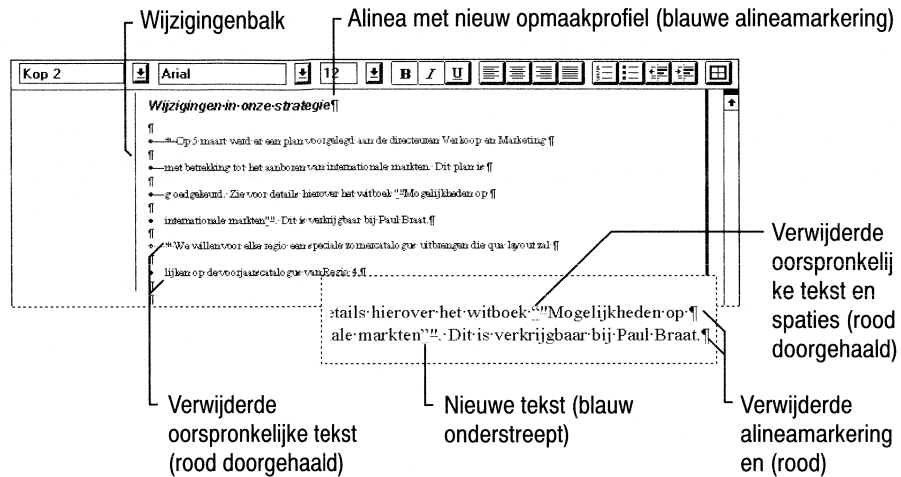 Wijzigingenbalk
Alinea met nieuw opmaakprofiel (blauwe alineamarkering)
Kop 2 Arial 12 B I U
Wijzigingen·in·onze·strategie¶
¶
*·Op·5·maart·werd·er·een·plan·voorgelegd·aan·de·directeuren·Verkoop·en·Marketing·¶
¶
met·betrekking·tot·het·aanboren·van·internationale·markten.·Dit·plan·is·¶
¶
goedgekeurd.·Zie·voor·details·hierover·het·witboek·“"Mogelijkheden·op·¶
¶
internationale·markten”".·Dit·is·verkrijgbaar·bij·Paul·Braat.¶
¶
*·We·willen·voor·elke·regio·een·speciale·zomercatalogus·uitbrengen·die·qua·layout·zal·¶
¶
lijken·op·de·voorjaarscatalogus·van·Regio·4.¶
¶
etails·hierover·het·witboek·“"Mogelijkheden·op·¶
ale·markten”".·Dit·is·verkrijgbaar·bij·Paul·Braat.¶
Verwijderde
oorspronkelij
ke tekst en
spaties (rood
doorgehaald)
Verwijderde
oorspronkelijke tekst
(rood doorgehaald)
Nieuwe tekst (blauw
onderstreept)
Verwijderde
alineamarkering
en (rood)